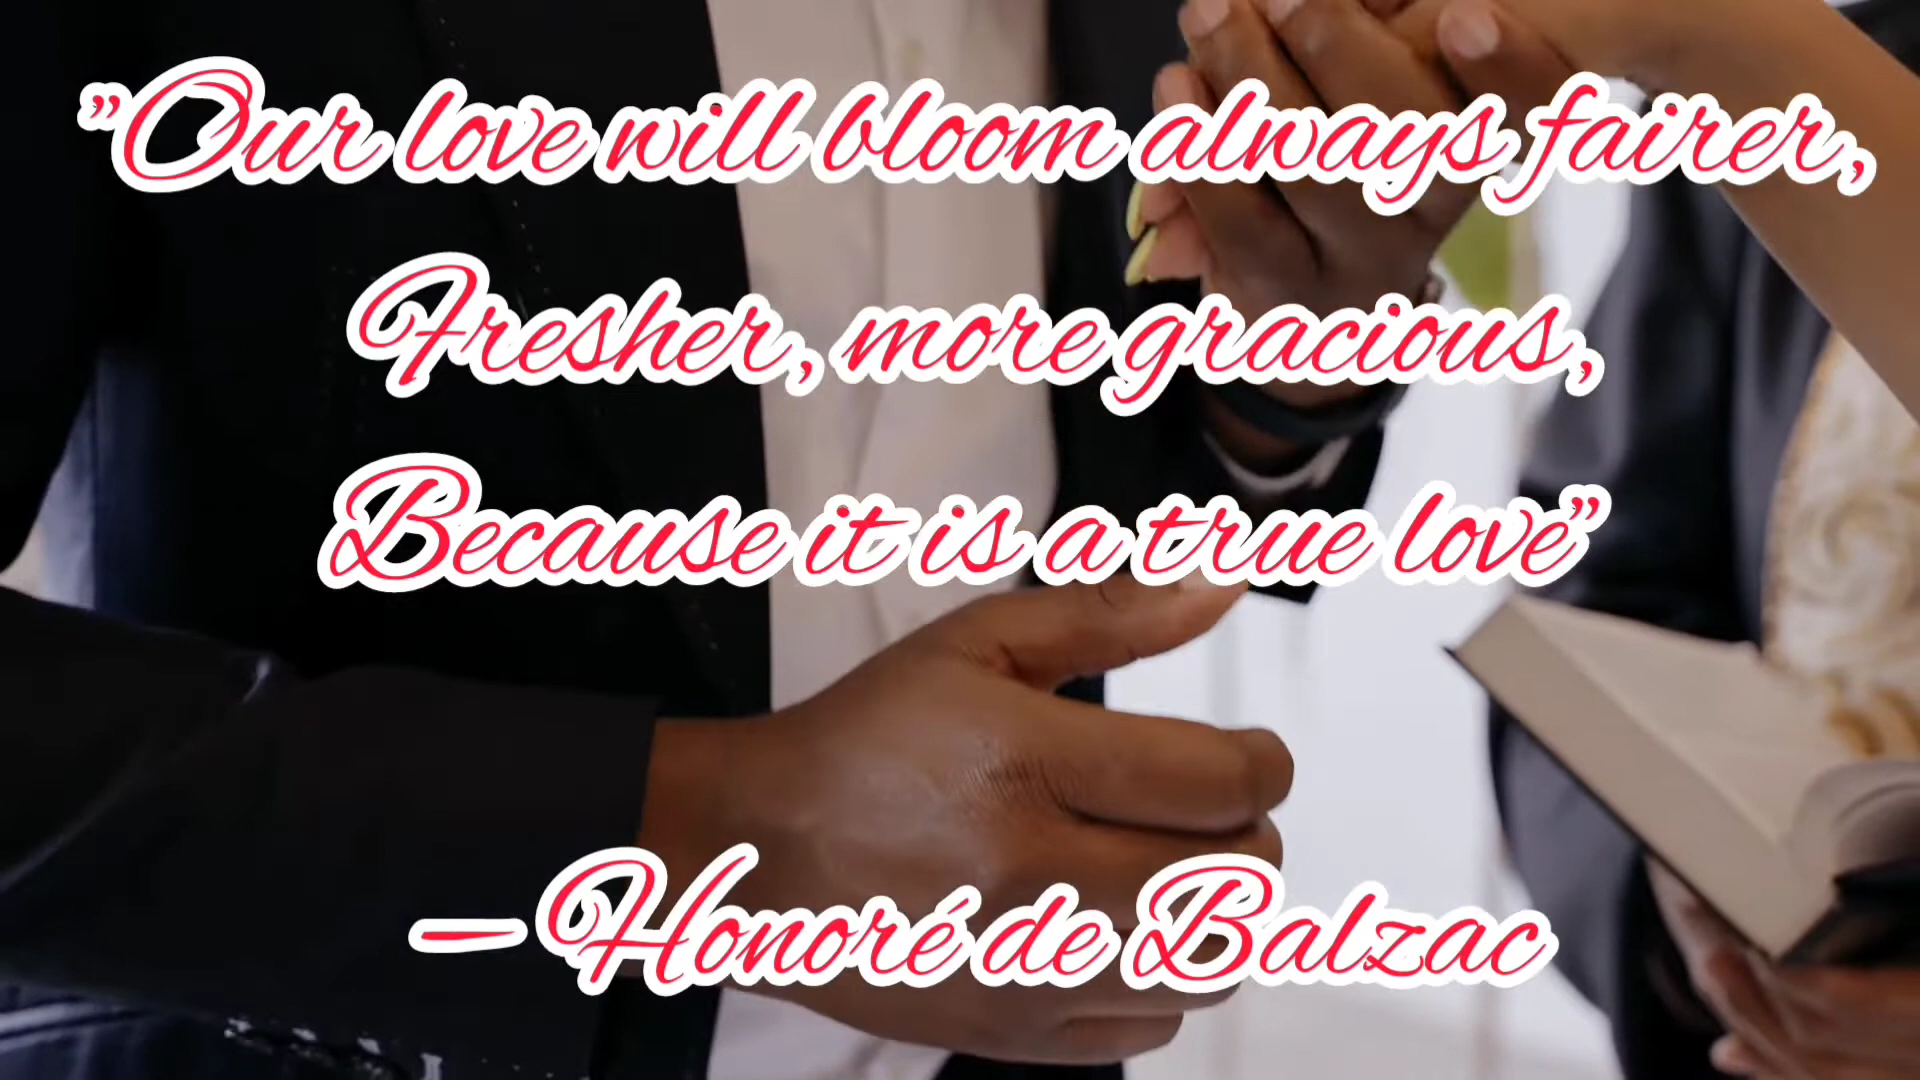 ”Our love will bloom always fairer,
Fresher, more gracious,
Because it is a true love”
— Honoré de Balzac